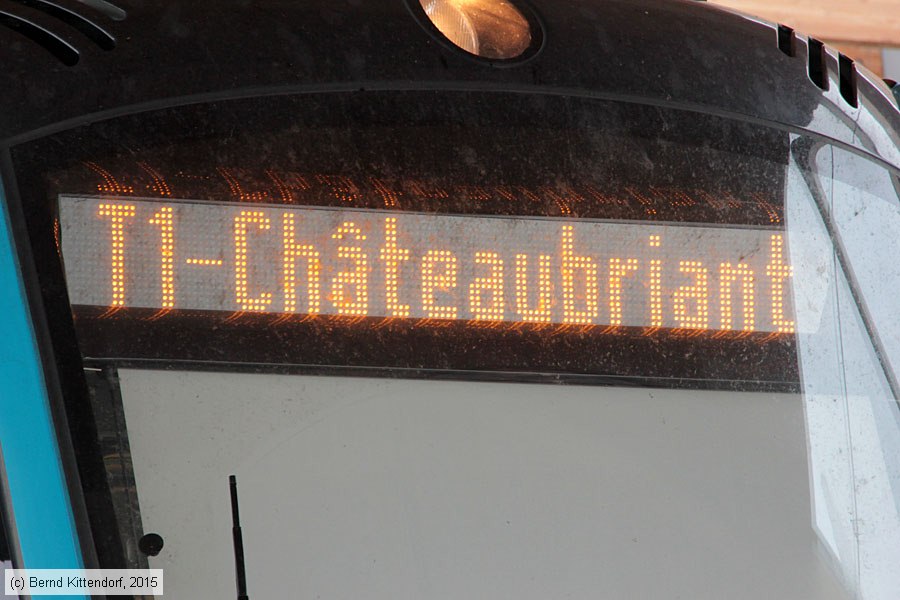 T1-Châteaubriant
(c) Bernd Kittendorf, 2015